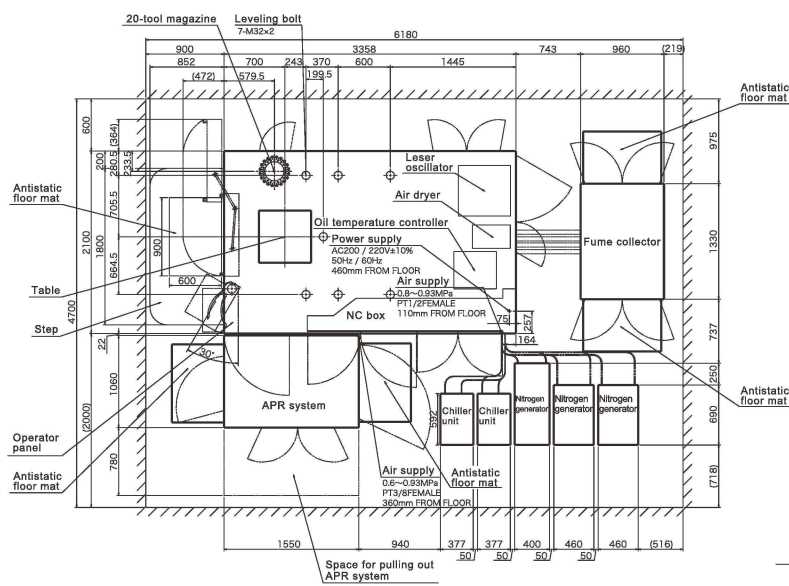 20-tool magazine
Leveling bolt
7-M32×2
6180
900
3358
743
960
(219)
852
700
243
370
600
1445
(472)
579.5
199.5
Antistatic
floor mat
600
(364)
200
280.5
233.5
975
Leser
oscillator
Air dryer
Antistatic
floor mat
705.5
Oil temperature controller
Power supply
AC200 / 220V±10%
50Hz / 60Hz
460mm FROM FLOOR
Fume collector
1330
2100
1800
900
664.5
4700
600
Air supply
0.8～0.93MPa
PT1/2FEMALE
110mm FROM FLOOR
Table
Step
NC box
75
257
164
737
22
30°
1060
(2000)
APR system
592
Chiller
unit
Chiller
unit
Nitrogen
generator
Nitrogen
generator
Nitrogen
generator
(250)
690
Antistatic
floor mat
Operator
panel
Antistatic
floor mat
780
Air supply
0.6～0.93MPa
PT3/8FEMALE
360mm FROM FLOOR
Antistatic
floor mat
(718)
1550
940
377
377
400
460
460
(516)
50
50
50
50
Space for pulling out
APR system